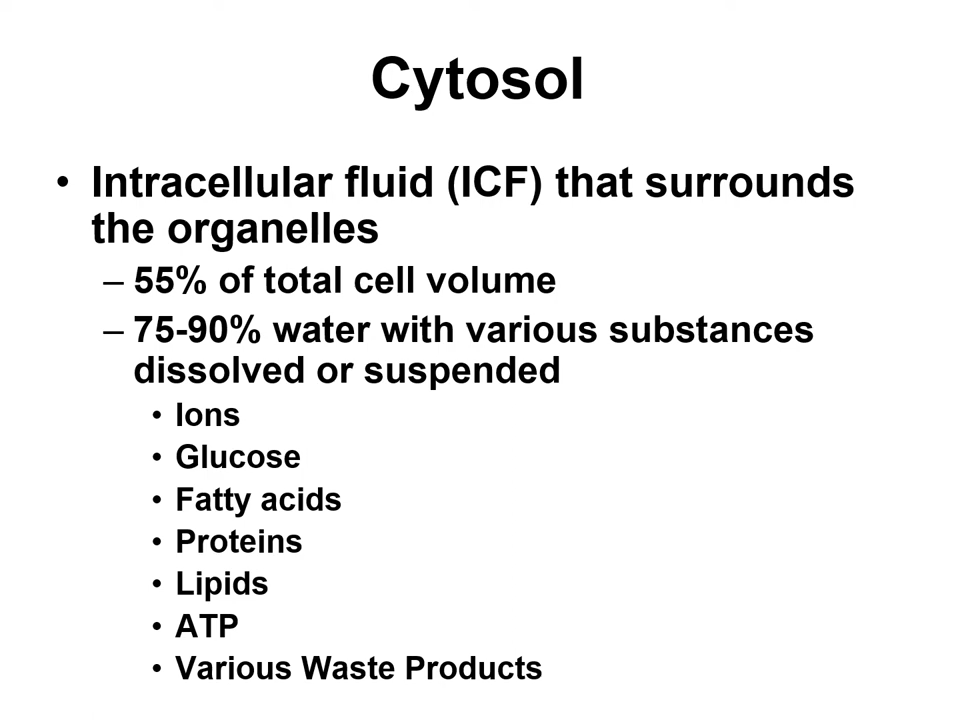 Cytosol
• Intracellular fluid (ICF) that surrounds
the organelles
– 55% of total cell volume
– 75-90% water with various substances
dissolved or suspended
• Ions
• Glucose
• Fatty acids
• Proteins
• Lipids
• ATP
• Various Waste Products